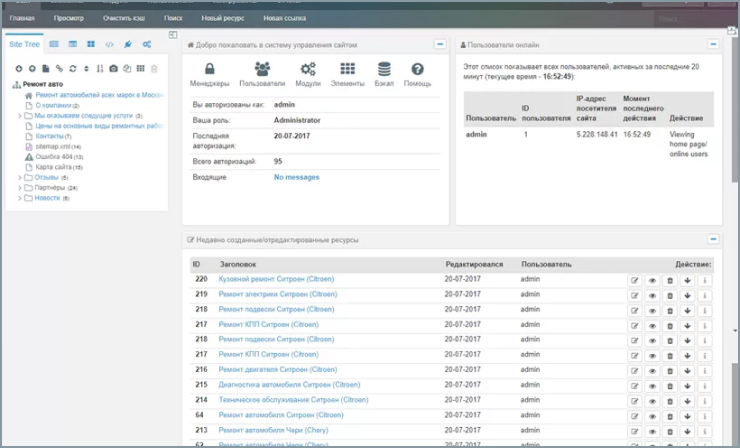 Главная Просмотр Очистить кэш Поиск Новый ресурс Новая ссылка
Поиск
Site Tree
Ремонт авто
Ремонт автомобилей всех марок в Москве
О компании (2)
Мы оказываем следущие услуги (3)
Цены на основные виды ремонтных рабо
Контакты (7)
sitemap.xml (14)
Ошибка 404 (13)
Карта сайта (15)
Отзывы (5)
Партнёры (24)
Новости (6)
Добро пожаловать в систему управления сайтом
Менеджеры Пользователи Модули Элементы Бэкап Помощь
Вы авторизованы как: admin
Ваша роль: Administrator
Последняя авторизация: 20-07-2017
Всего авторизаций: 95
Входящие No messages
Пользователи онлайн
Этот список показывает всех пользователей, активных за последние 20
минут (текущее время - 16:52:49):
Пользователь ID пользователя IP-адрес посетителя сайта Момент последнего действия Действие
admin 1 5.228.148.41 16:52:49 Viewing home page/ online users
Недавно созданные/отредактированные ресурсы
ID Заголовок Редактировался Пользователь Действие:
220 Кузовной ремонт Ситроен (Citroen) 20-07-2017 admin
219 Ремонт электрики Ситроен (Citroen) 20-07-2017 admin
218 Ремонт подвески Ситроен (Citroen) 20-07-2017 admin
217 Ремонт КПП Ситроен (Citroen) 20-07-2017 admin
218 Ремонт подвески Ситроен (Citroen) 20-07-2017 admin
217 Ремонт КПП Ситроен (Citroen) 20-07-2017 admin
216 Ремонт двигателя Ситроен (Citroen) 20-07-2017 admin
215 Диагностика автомобиля Ситроен (Citroen) 20-07-2017 admin
214 Техническое обслуживание Ситроен (Citroen) 20-07-2017 admin
64 Ремонт автомобиля Ситроен (Citroen) 20-07-2017 admin
213 Ремонт автомобиля Чери (Chery) 20-07-2017 admin
Ремонт автомобиля Чери (Chery) 20-07-2017 admin